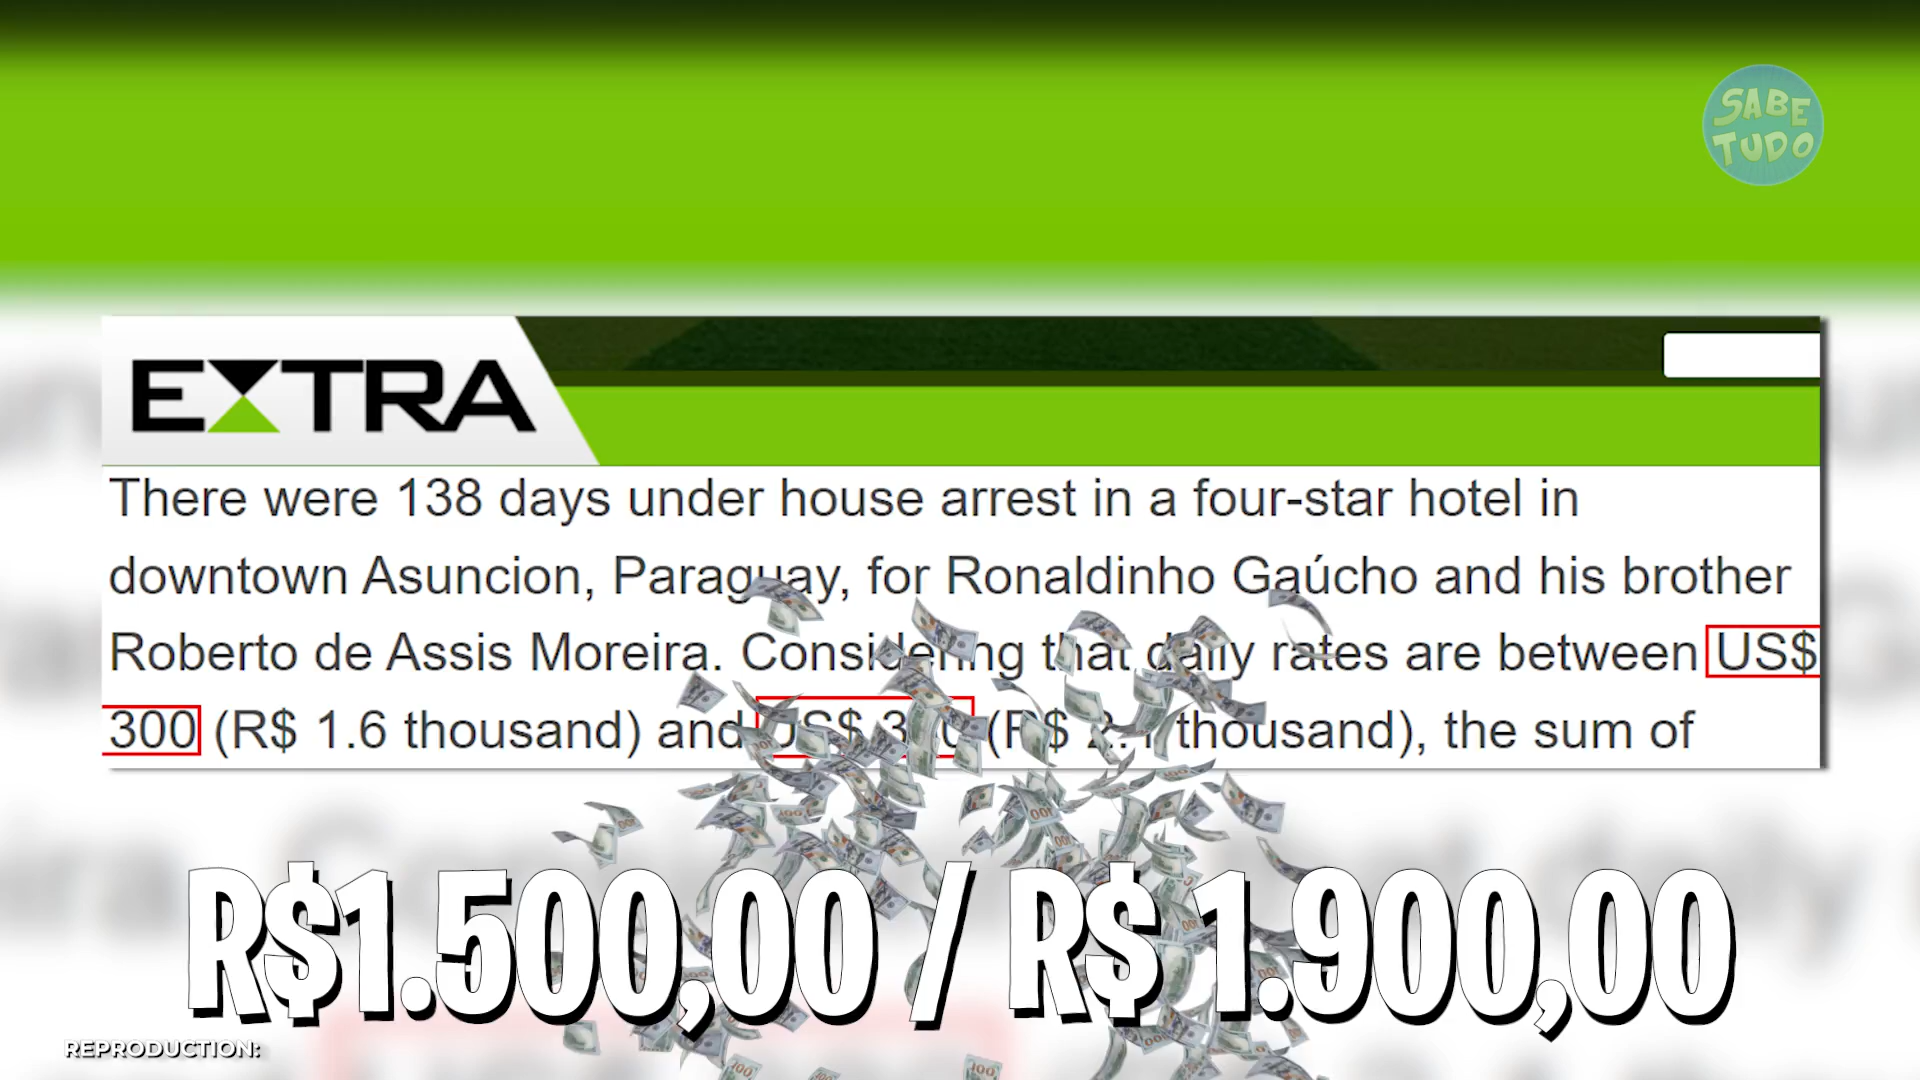 SABE
TUDO
EXTRA
There were 138 days under house arrest in a four-star hotel in
downtown Asuncion, Paraguay, for Ronaldinho Gaúcho and his brother
Roberto de Assis Moreira. Considering that daily rates are between US$
300 (R$ 1.6 thousand) and US$ (R$ thousand), the sum of
R$1.500,00 / R$ 1.900,00
REPRODUCTION: